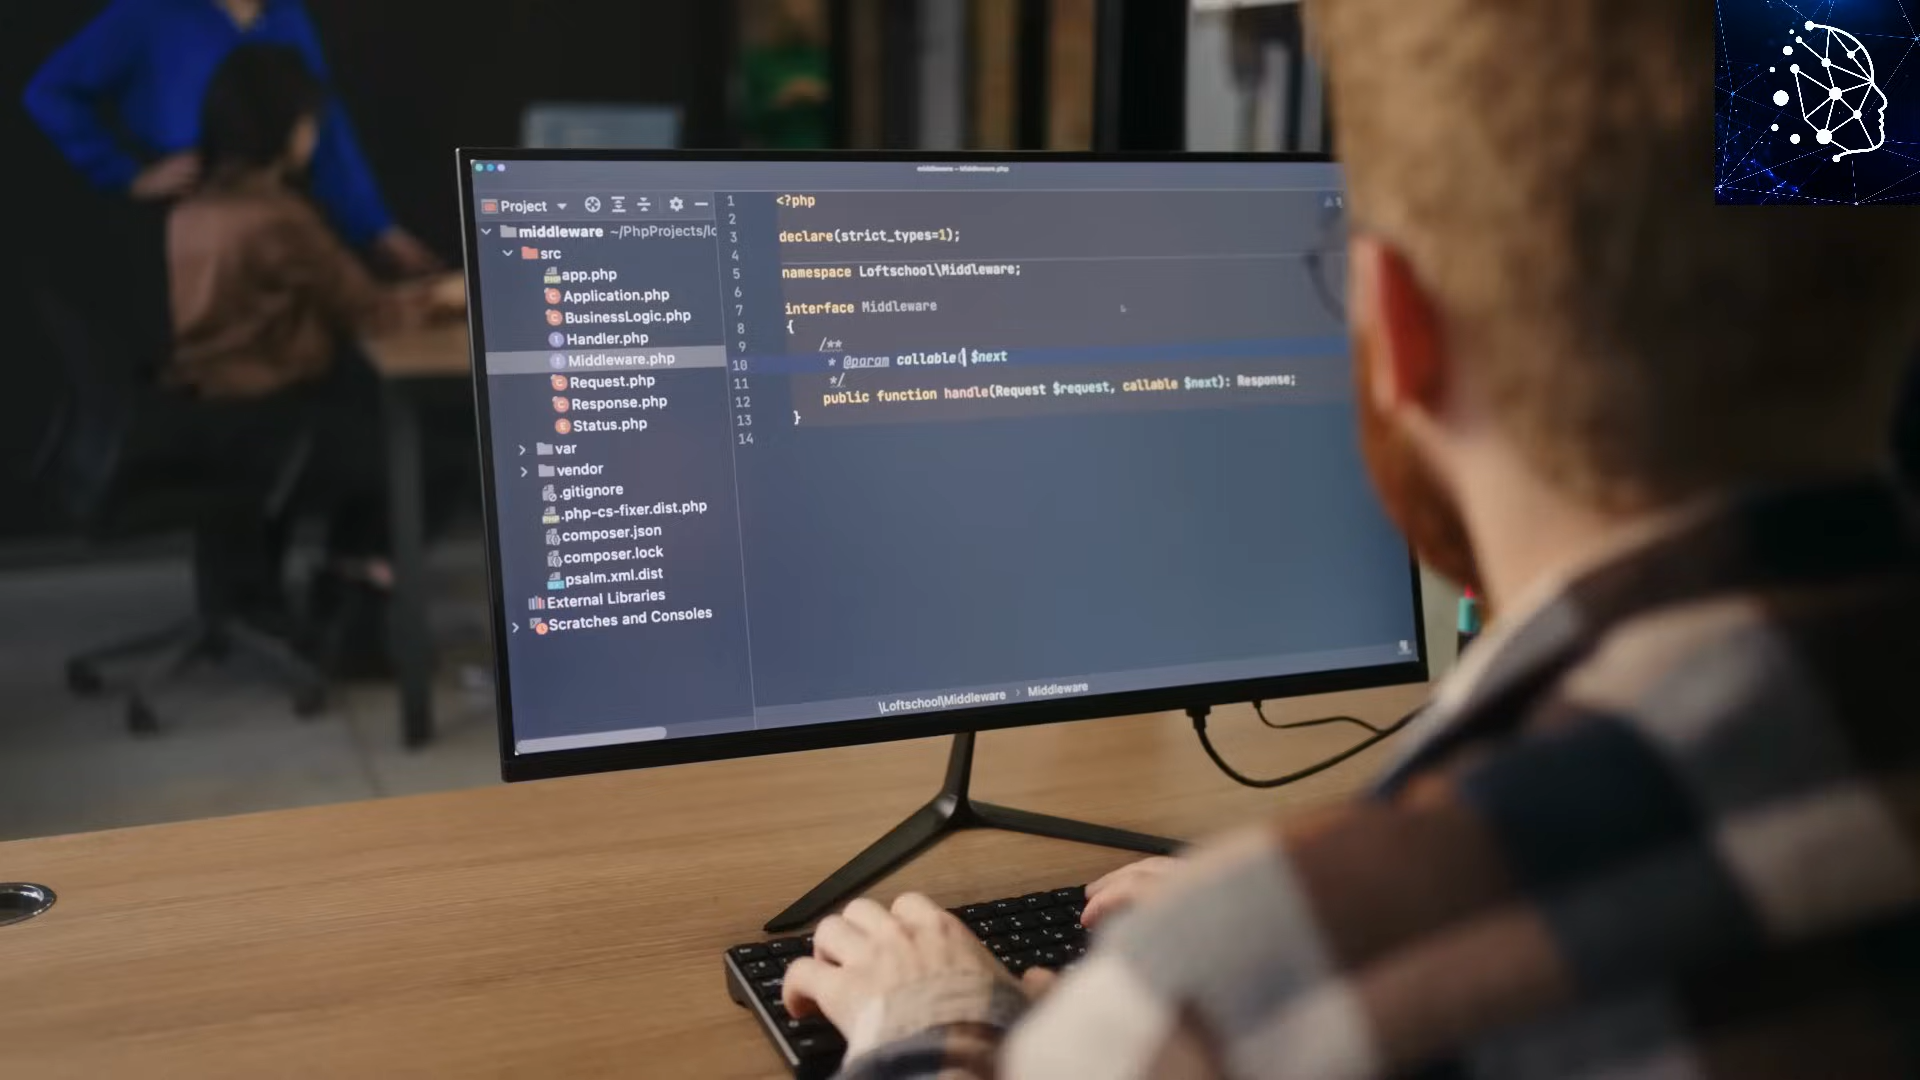 middleware – Middleware.php
Project
middleware ~/PhpProjects/lo
src
app.php
Application.php
BusinessLogic.php
Handler.php
Middleware.php
Request.php
Response.php
Status.php
var
vendor
.gitignore
.php-cs-fixer.dist.php
composer.json
composer.lock
psalm.xml.dist
External Libraries
Scratches and Consoles
1 <?php
2
3 declare(strict_types=1);
4
5 namespace Loftschool\Middleware;
6
7 interface Middleware
8 {
9 /**
10 * @param callable( $next
11 */
12 public function handle(Request $request, callable $next): Response;
13 }
14
\Loftschool\Middleware › Middleware